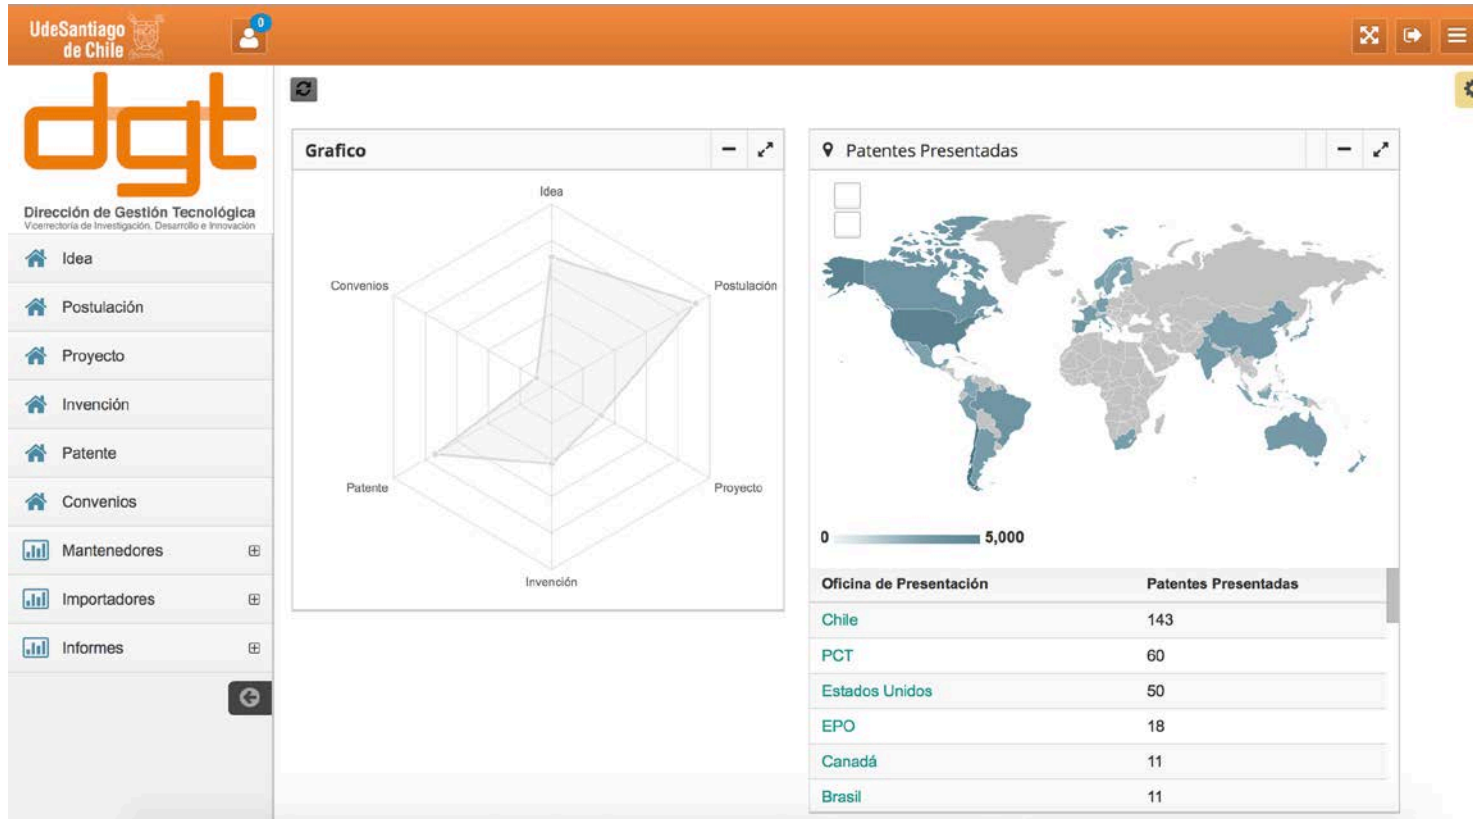 UdeSantiago
de Chile
0
dgt
Dirección de Gestión Tecnológica
Vicerrectoría de Investigación, Desarrollo e Innovación
Idea
Postulación
Proyecto
Invención
Patente
Convenios
Mantenedores
Importadores
Informes
Grafico
Idea
Convenios
Postulación
Patente
Proyecto
Invención
Patentes Presentadas
0 5,000
Oficina de Presentación Patentes Presentadas
Chile 143
PCT 60
Estados Unidos 50
EPO 18
Canadá 11
Brasil 11